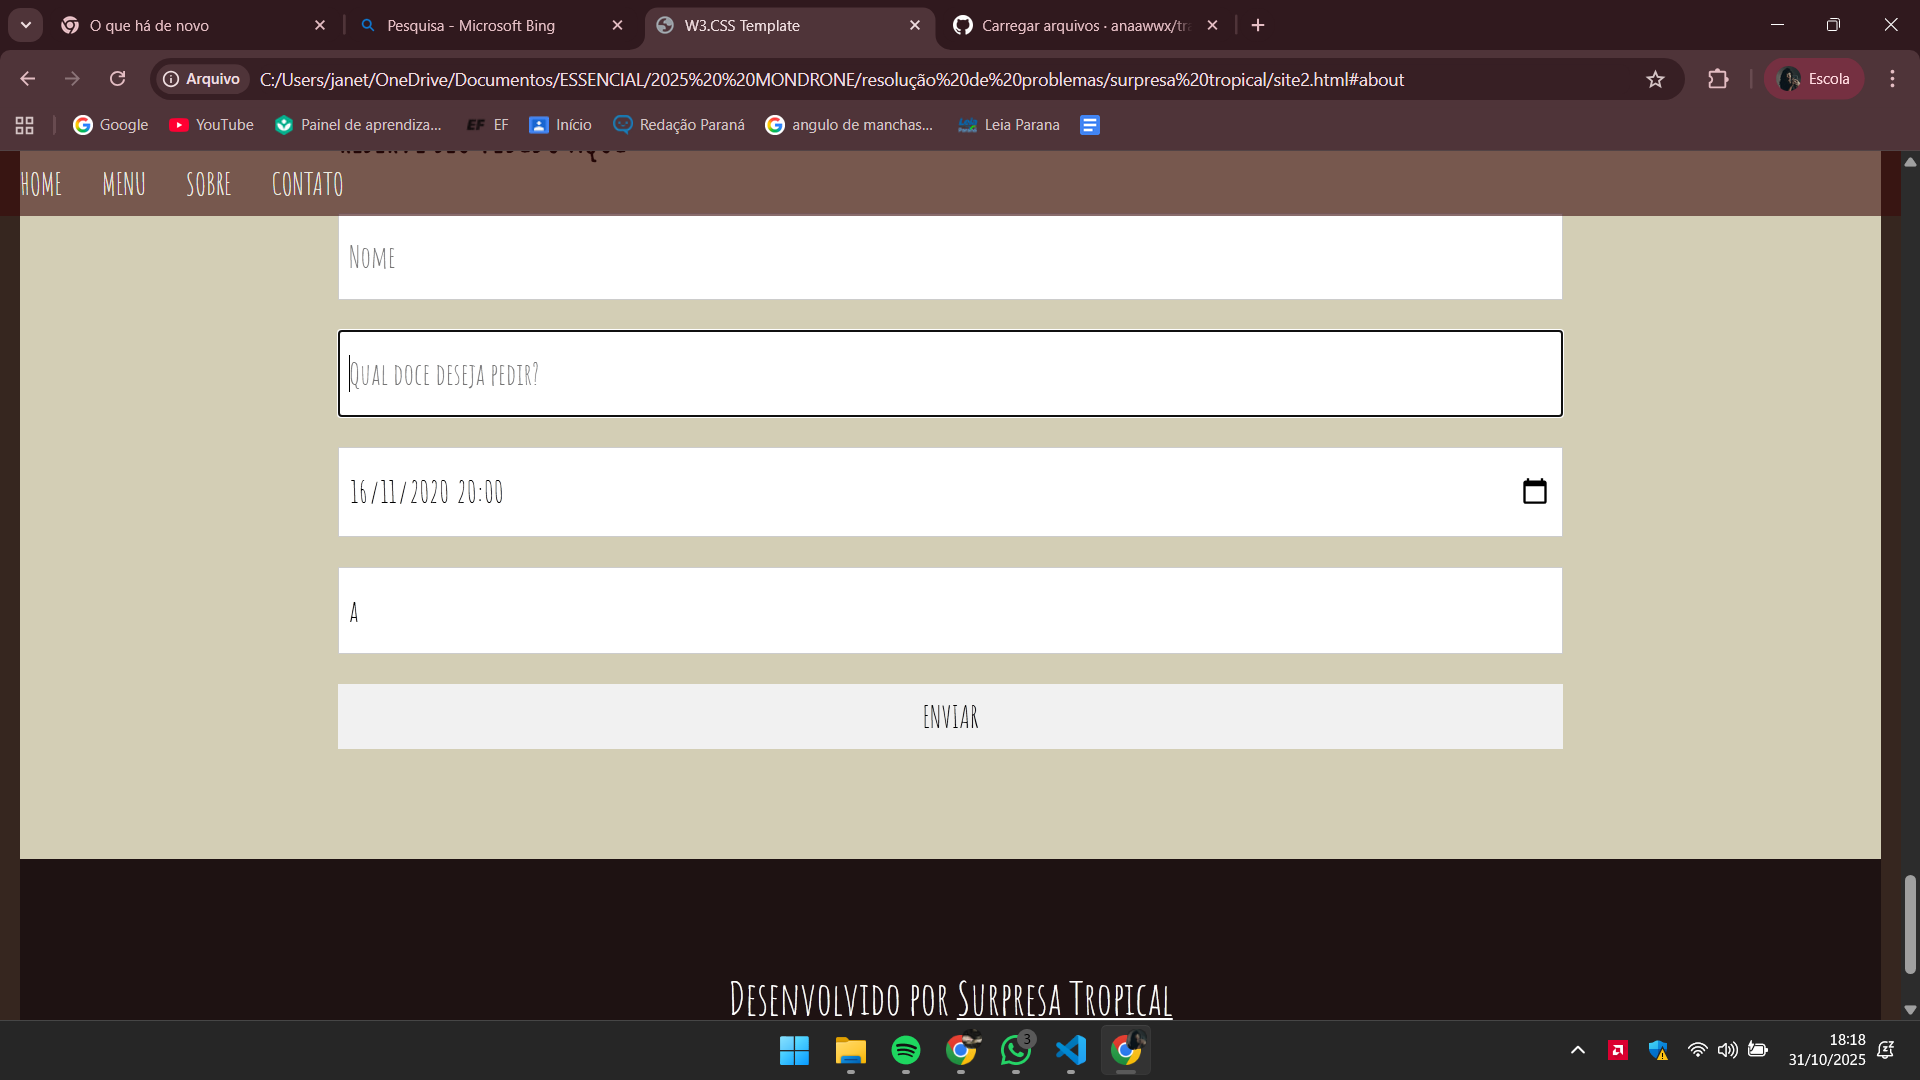 O que há de novo
Pesquisa - Microsoft Bing
W3.CSS Template
Carregar arquivos · anaawwx/tra
Arquivo
C:/Users/janet/OneDrive/Documentos/ESSENCIAL/2025%20%20MONDRONE/resolução%20de%20problemas/surpresa%20tropical/site2.html#about
Escola
Google
YouTube
Painel de aprendiza...
EF EF
Início
Redação Paraná
angulo de manchas...
Leia Parana
HOME MENU SOBRE CONTATO
Nome
Qual doce deseja pedir?
16/11/2020 20:00
A
ENVIAR
Desenvolvido por Surpresa Tropical
3
18:18
31/10/2025